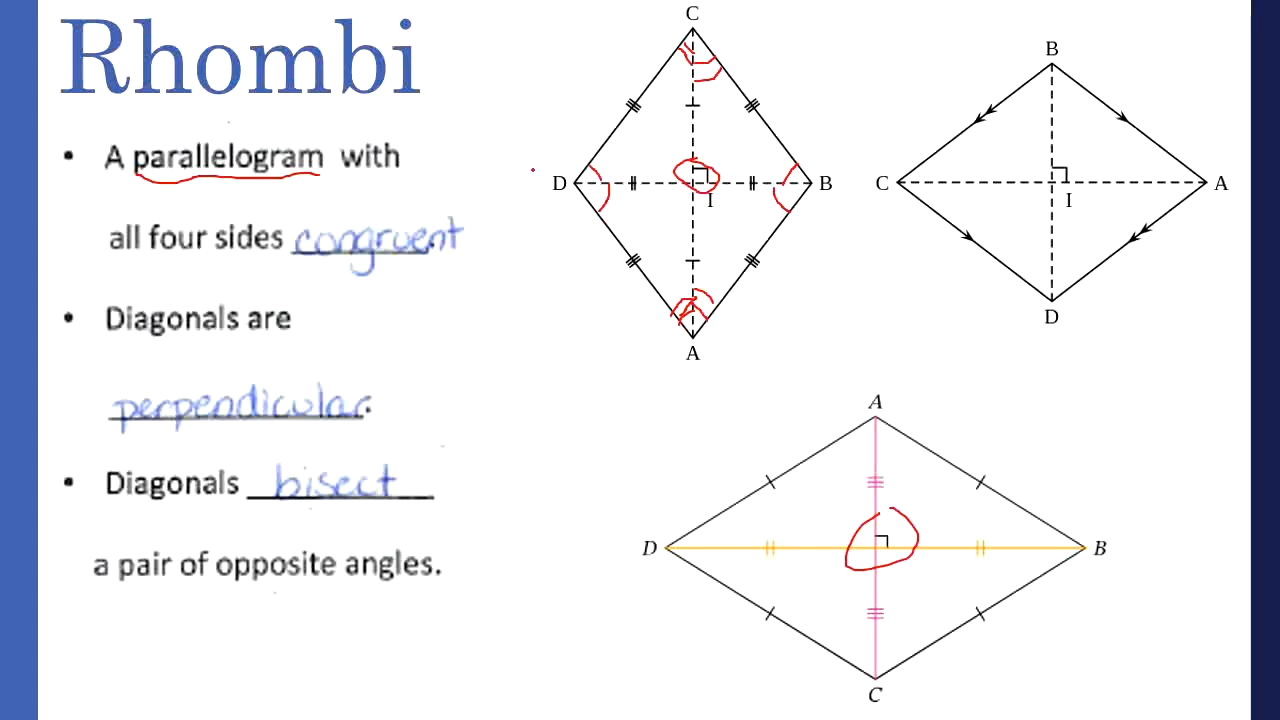 Rhombi
• A parallelogram with
all four sides congruent
• Diagonals are
perpendicular.
• Diagonals bisect
a pair of opposite angles.
C
D
B
I
A
B
C
A
I
D
A
D
B
C